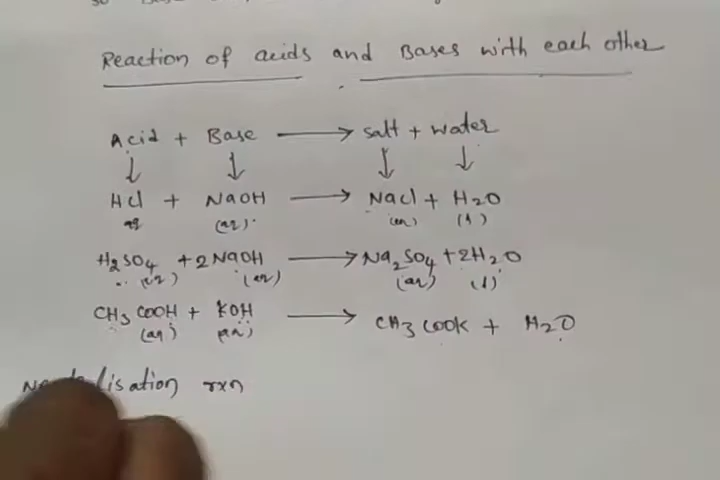 Reaction of acids and Bases with each other
Acid + Base ⟶ salt + water
↓ ↓ ↓ ↓
HCl + NaOH ⟶ NaCl + H2O
aq (aq). (aq) (l)
H2SO4 + 2NaOH ⟶ Na2SO4 + 2H2O
(aq) (aq) (aq) (l)
CH3COOH + KOH ⟶ CH3COOK + H2O
(aq) (aq)
rxn